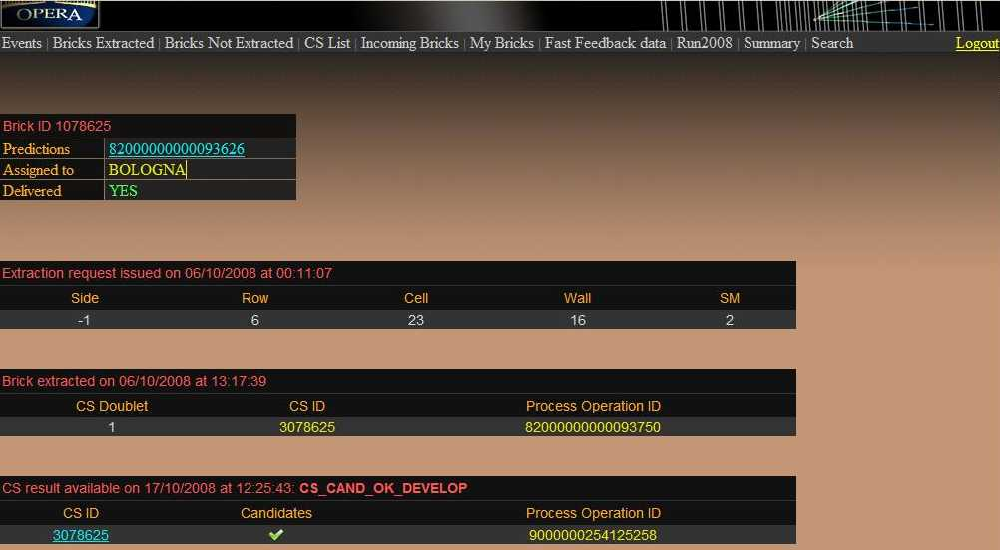 OPERA
Events | Bricks Extracted | Bricks Not Extracted | CS List | Incoming Bricks | My Bricks | Fast Feedback data | Run2008 | Summary | Search Logout
Brick ID 1078625
Predictions 82000000000093626
Assigned to BOLOGNA
Delivered YES
Extraction request issued on 06/10/2008 at 00:11:07
Side Row Cell Wall SM
-1 6 23 16 2
Brick extracted on 06/10/2008 at 13:17:39
CS Doublet CS ID Process Operation ID
1 3078625 82000000000093750
CS result available on 17/10/2008 at 12:25:43: CS_CAND_OK_DEVELOP
CS ID Candidates Process Operation ID
3078625 9000000254125258